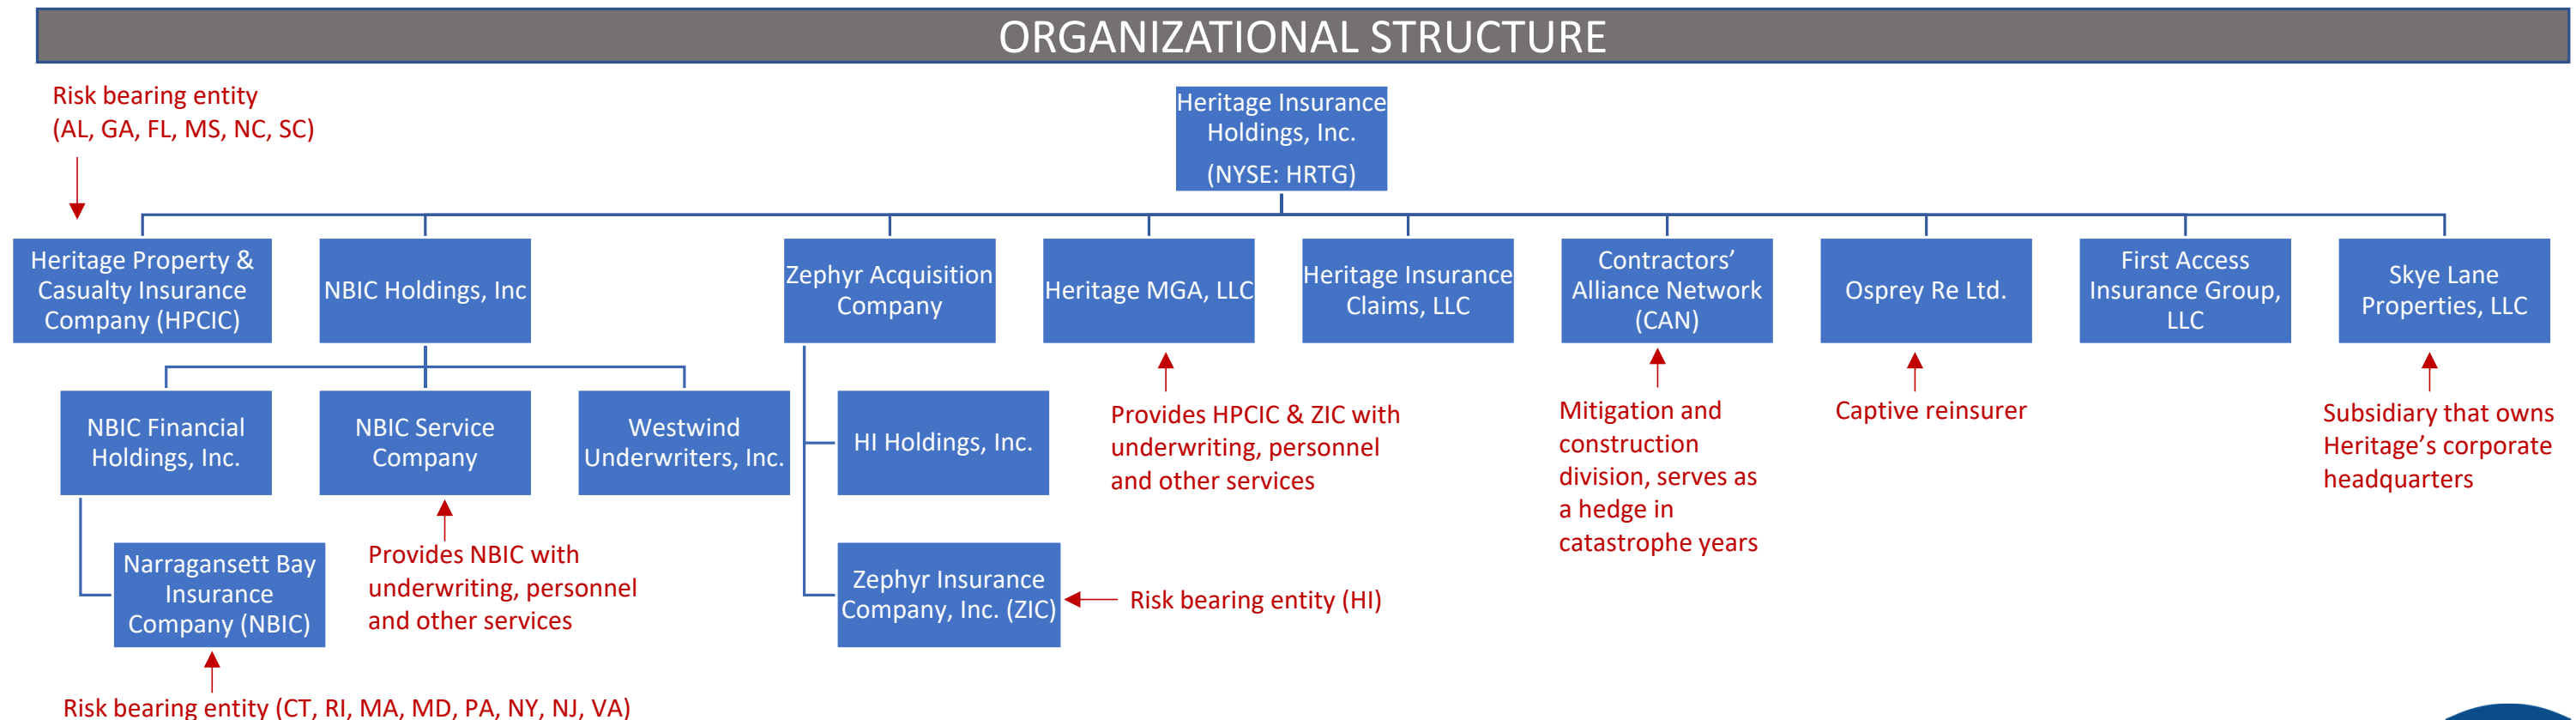 ORGANIZATIONAL STRUCTURE
Risk bearing entity
(AL, GA, FL, MS, NC, SC)
Heritage Insurance
Holdings, Inc.
(NYSE: HRTG)
Heritage Property &
Casualty Insurance
Company (HPCIC)
NBIC Holdings, Inc
Zephyr Acquisition
Company
Heritage MGA, LLC
Heritage Insurance
Claims, LLC
Contractors’
Alliance Network
(CAN)
Osprey Re Ltd.
First Access
Insurance Group,
LLC
Skye Lane
Properties, LLC
NBIC Financial
Holdings, Inc.
NBIC Service
Company
Westwind
Underwriters, Inc.
HI Holdings, Inc.
Provides HPCIC & ZIC with
underwriting, personnel
and other services
Mitigation and
construction
division, serves as
a hedge in
catastrophe years
Captive reinsurer
Subsidiary that owns
Heritage’s corporate
headquarters
Narragansett Bay
Insurance
Company (NBIC)
Provides NBIC with
underwriting, personnel
and other services
Zephyr Insurance
Company, Inc. (ZIC)
Risk bearing entity (HI)
Risk bearing entity (CT, RI, MA, MD, PA, NY, NJ, VA)